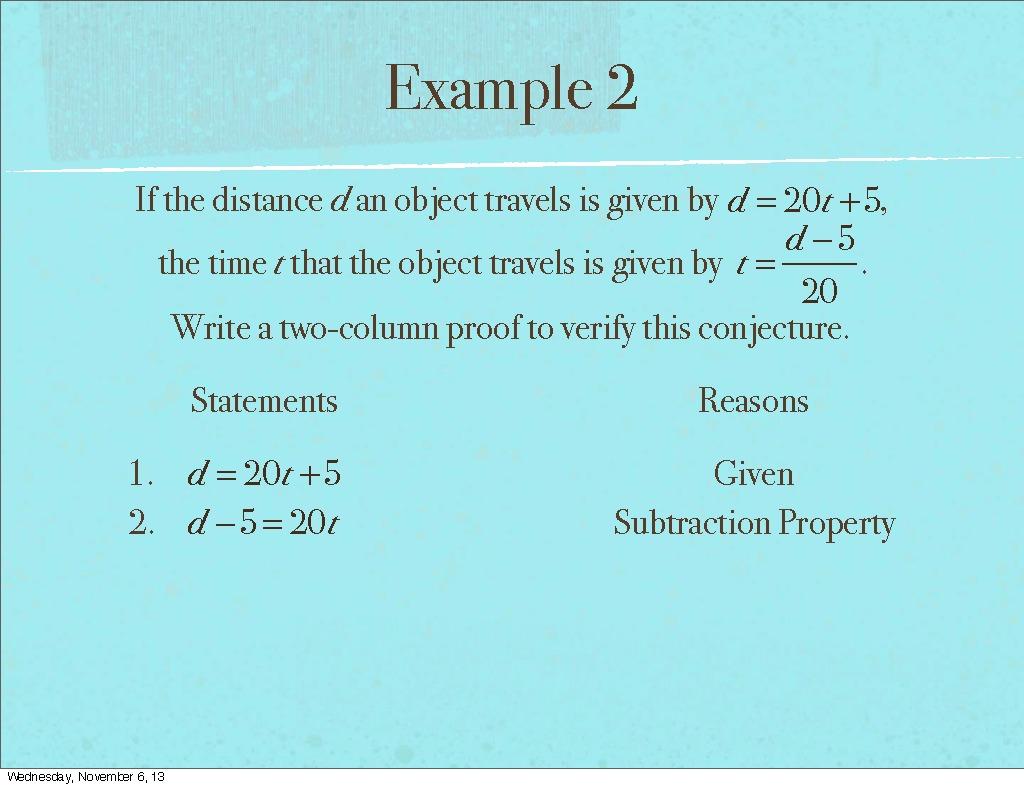 Example 2
If the distance d an object travels is given by d = 20t + 5,
the time t that the object travels is given by t = (d − 5)/20.
Write a two-column proof to verify this conjecture.
Statements Reasons
1. d = 20t + 5 Given
2. d − 5 = 20t Subtraction Property
Wednesday, November 6, 13